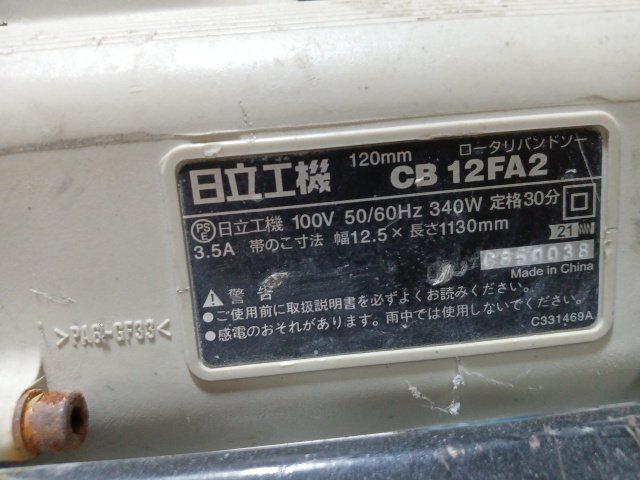 120mm ロータリバンドソー
日立工機 CB 12FA2
PSE 日立工機 100V 50/60Hz 340W 定格30分
3.5A 帯のこ寸法 幅12.5×長さ1130mm
21
C850038
Made in China
警告
●ご使用前に取扱説明書を必ずよくお読みください。
●感電のおそれがあります。雨中では使用しないでください。
C331469A
>PA6-GF33<